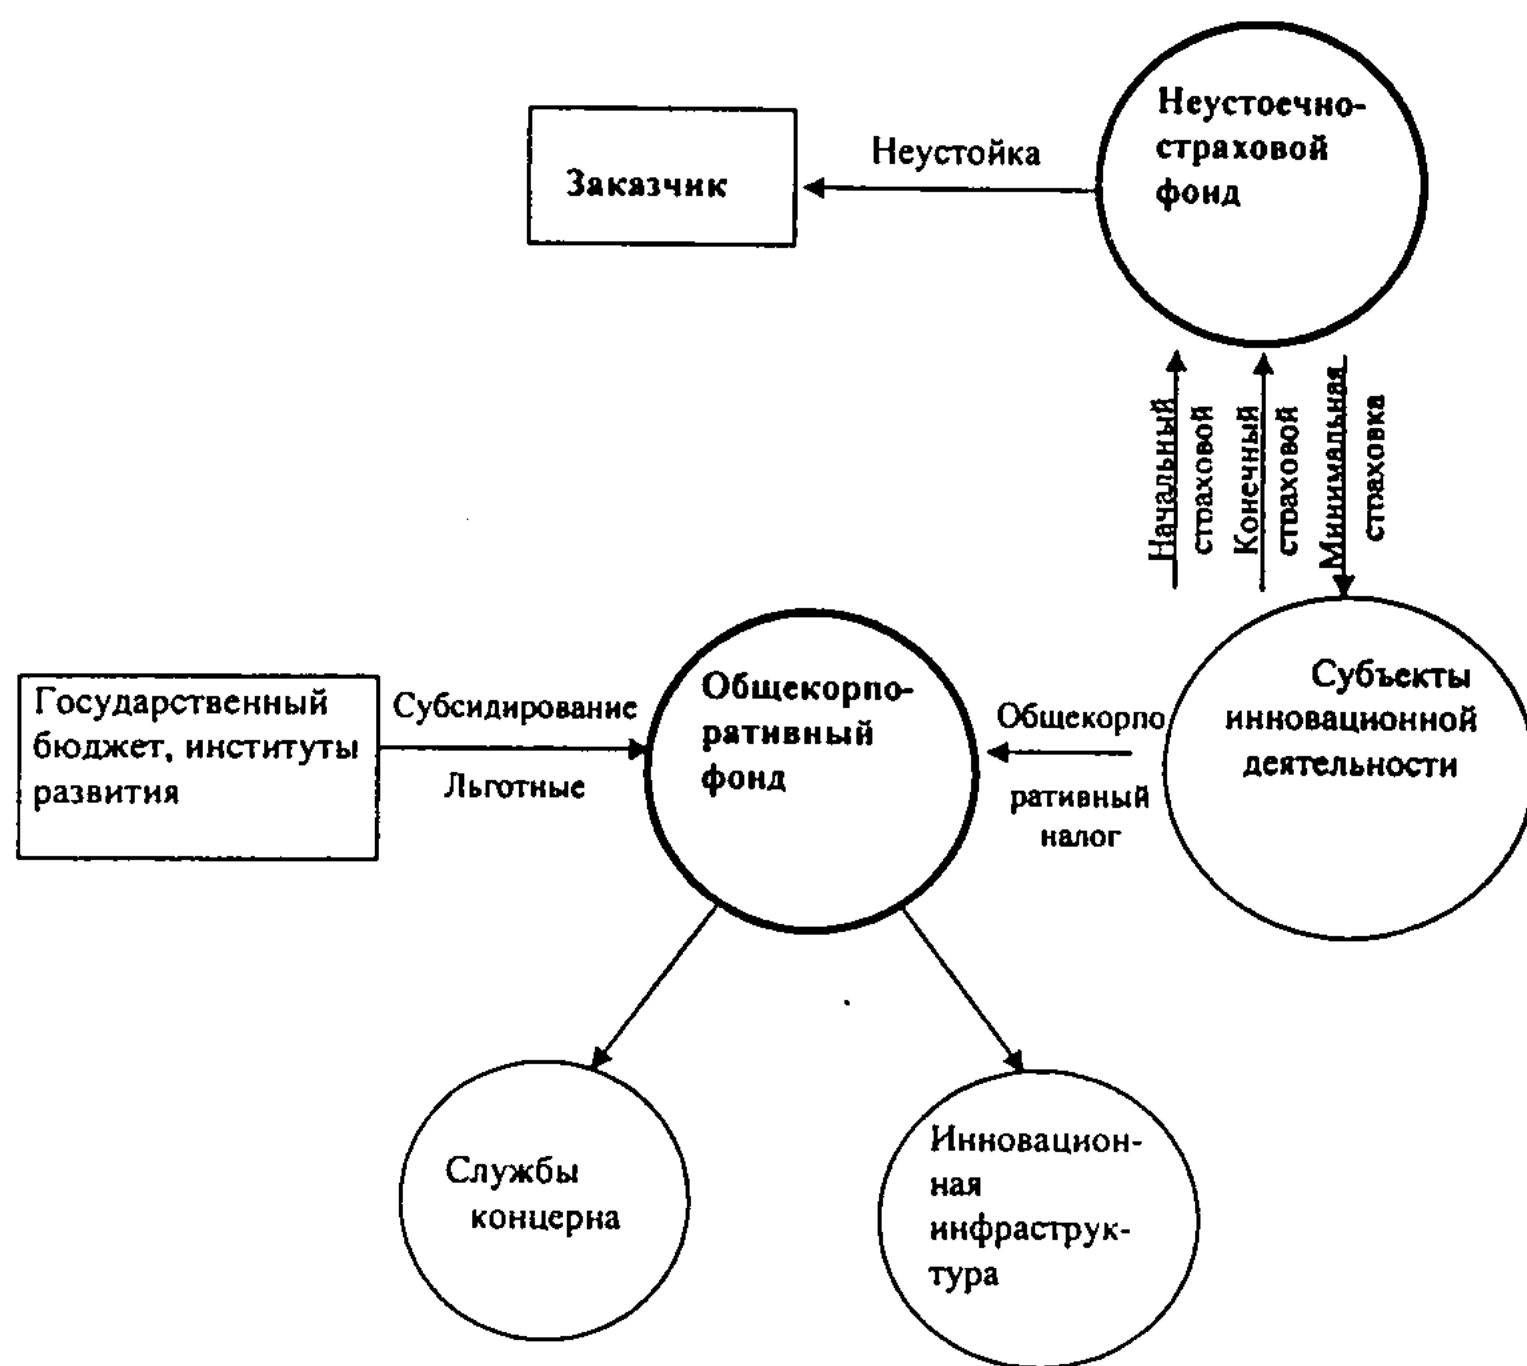 Неустоечно-
страховой
фонд
Неустойка
Заказчик
Начальный
страховой
Конечный
страховой
Минимальная
страховка
Государственный
бюджет, институты
развития
Субсидирование
Льготные
Общекорпо-
ративный
фонд
Общекорпо
ративный
налог
Субъекты
инновационной
деятельности
Службы
концерна
Инновацион-
ная
инфраструк-
тура